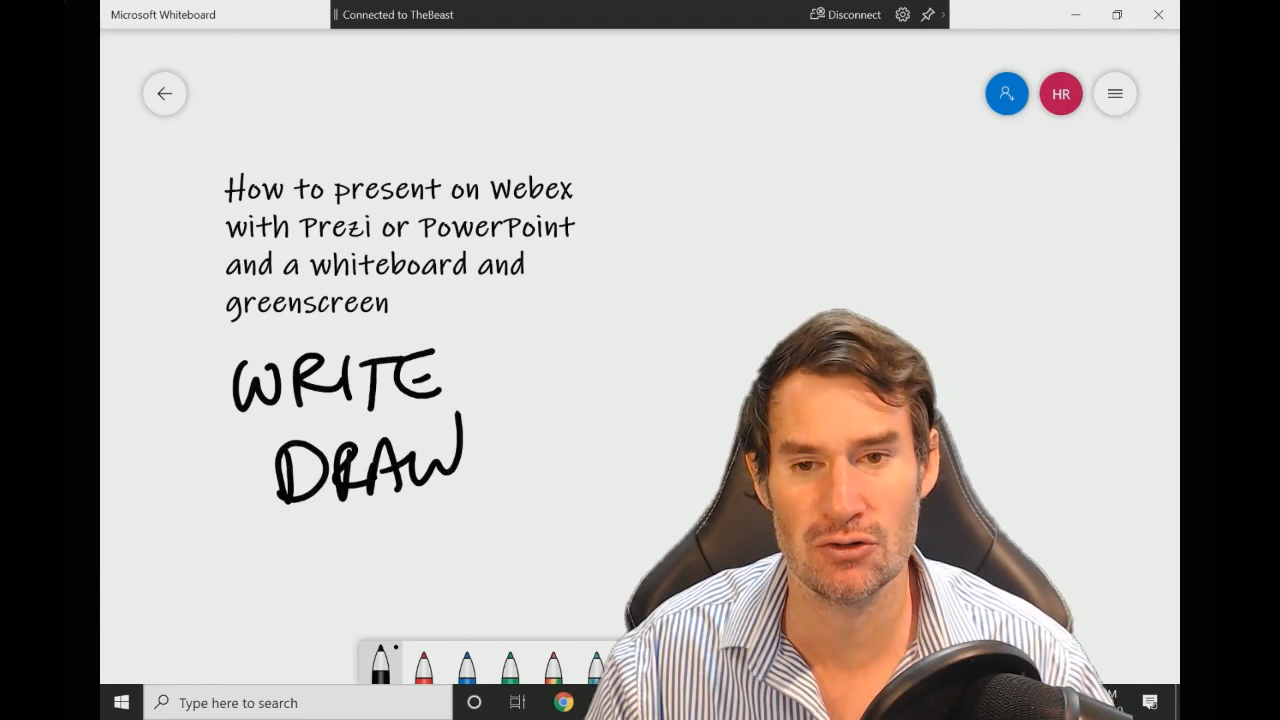 Microsoft Whiteboard
Connected to TheBeast
Disconnect
HR
How to present on Webex
with Prezi or PowerPoint
and a whiteboard and
greenscreen
WRITE
DRAW
Type here to search